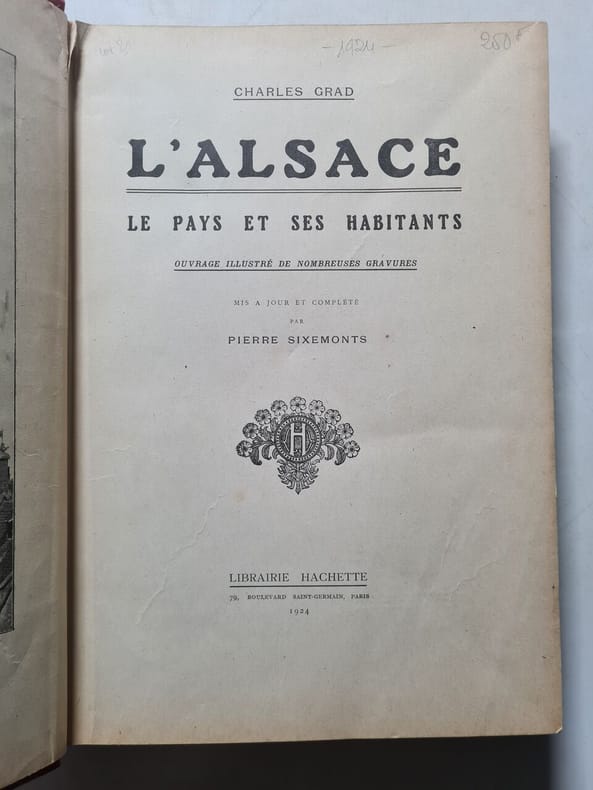 -1924-
CHARLES GRAD
L'ALSACE
LE PAYS ET SES HABITANTS
OUVRAGE ILLUSTRÉ DE NOMBREUSES GRAVURES
MIS A JOUR ET COMPLÉTÉ
PAR
PIERRE SIXEMONTS
H
LIBRAIRIE HACHETTE
79, BOULEVARD SAINT-GERMAIN, PARIS
1924